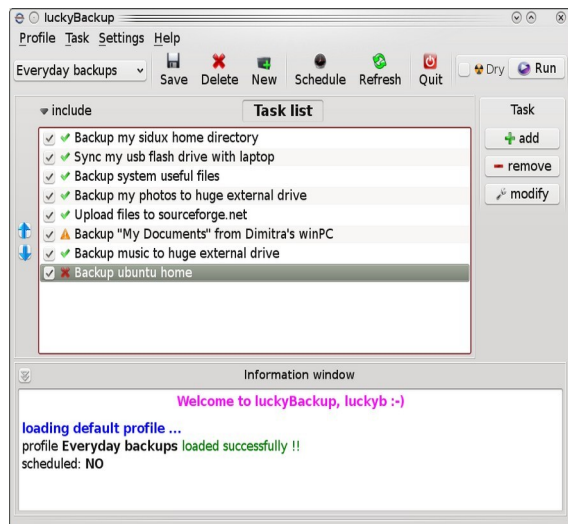 luckyBackup
Profile Task Settings Help
Everyday backups Save Delete New Schedule Refresh Quit Dry Run
include Task list Task
Backup my sidux home directory
Sync my usb flash drive with laptop
Backup system useful files
Backup my photos to huge external drive
Upload files to sourceforge.net
Backup "My Documents" from Dimitra's winPC
Backup music to huge external drive
Backup ubuntu home
add
remove
modify
Information window
Welcome to luckyBackup, luckyb :-)
loading default profile ...
profile Everyday backups loaded successfully !!
scheduled: NO